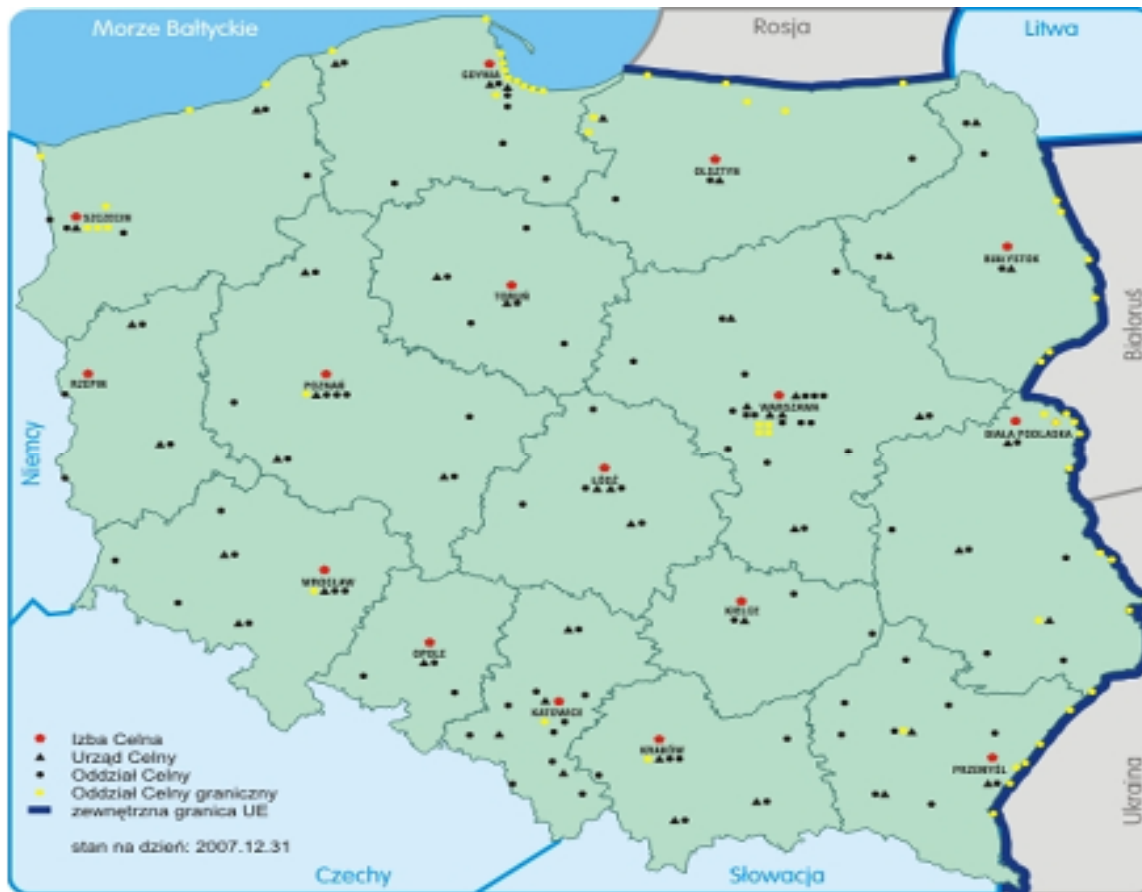 Morze Bałtyckie
Rosja
Litwa
GDYNIA
OLSZTYN
SZCZECIN
BIAŁYSTOK
TORUŃ
Białoruś
RZEPIN
POZNAŃ
WARSZAWA
BIAŁA PODLASKA
Niemcy
ŁÓDŹ
WROCŁAW
KIELCE
OPOLE
KATOWICE
KRAKÓW
PRZEMYŚL
Ukraina
Izba Celna
Urząd Celny
Oddział Celny
Oddział Celny graniczny
zewnętrzna granica UE
stan na dzień: 2007.12.31
Czechy
Słowacja